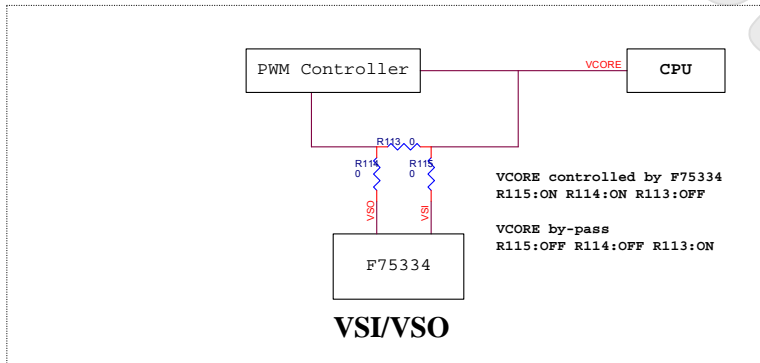 PWM Controller
VCORE
CPU
R113 0
R114
0
R115
0
VSO
VSI
VCORE controlled by F75334
R115:ON R114:ON R113:OFF
VCORE by-pass
R115:OFF R114:OFF R113:ON
F75334
VSI/VSO